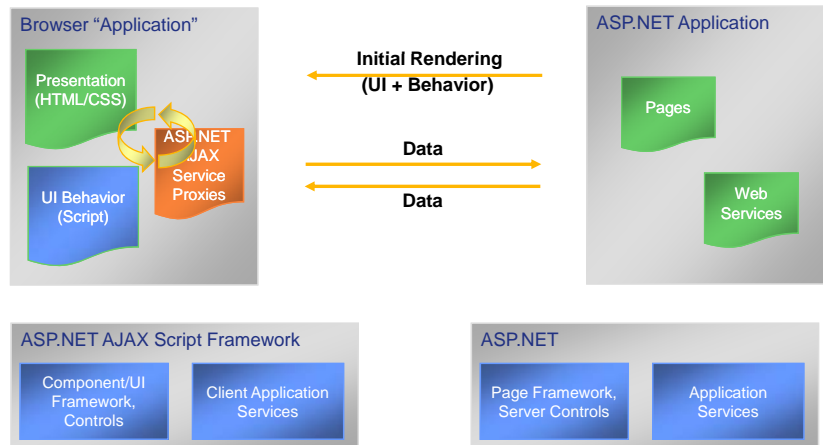 Browser “Application”
Presentation
(HTML/CSS)
ASP.NET
AJAX
Service
Proxies
UI Behavior
(Script)
Initial Rendering
(UI + Behavior)
Data
Data
ASP.NET Application
Pages
Web
Services
ASP.NET AJAX Script Framework
Component/UI
Framework,
Controls
Client Application
Services
ASP.NET
Page Framework,
Server Controls
Application
Services